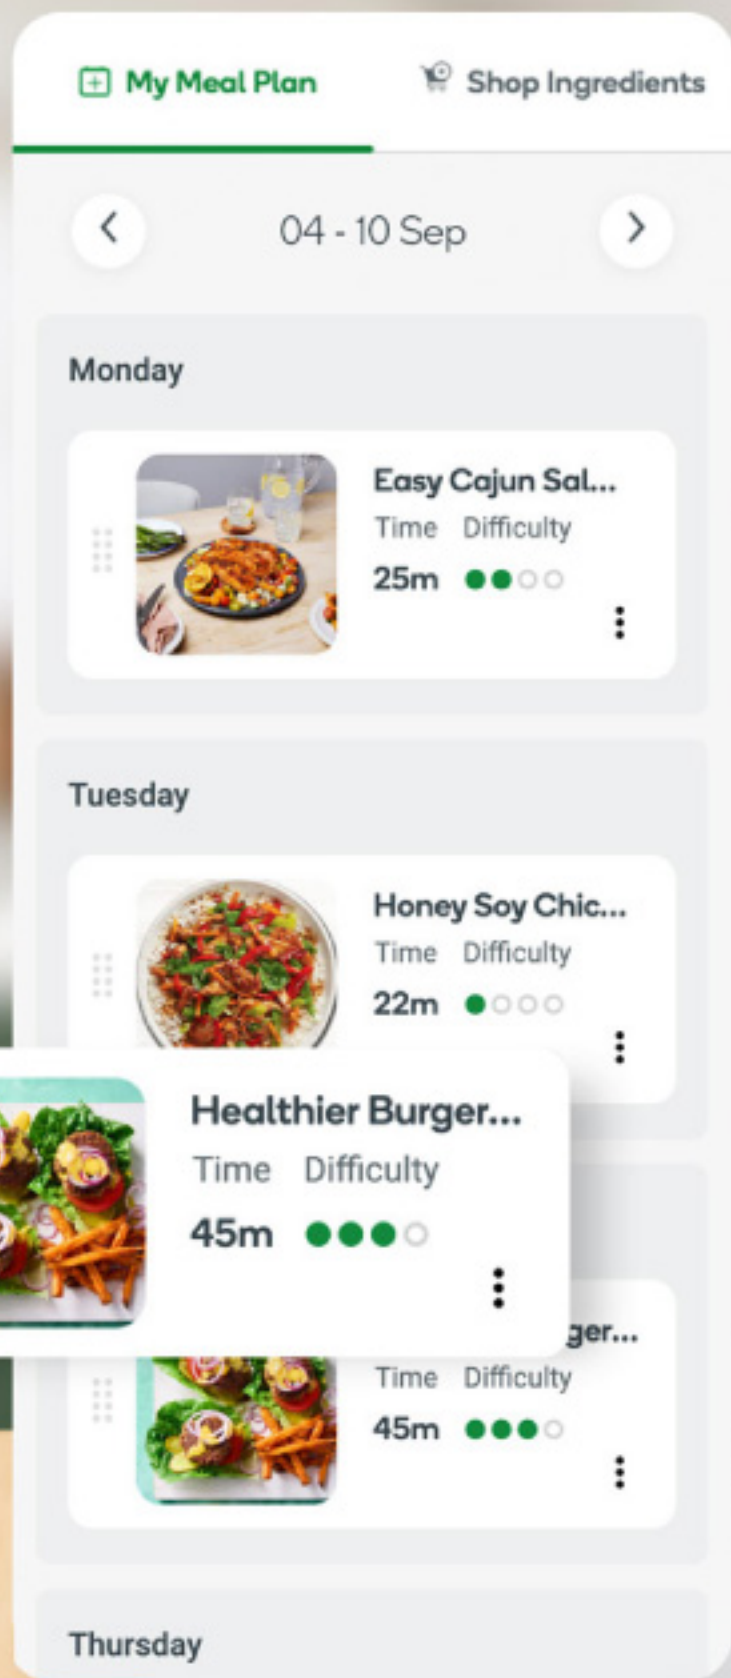 My Meal Plan
Shop Ingredients
04 - 10 Sep
Monday
Easy Cajun Sal...
Time Difficulty
25m
Tuesday
Honey Soy Chic...
Time Difficulty
22m
Healthier Burger...
Time Difficulty
45m
ger...
Time Difficulty
45m
Thursday